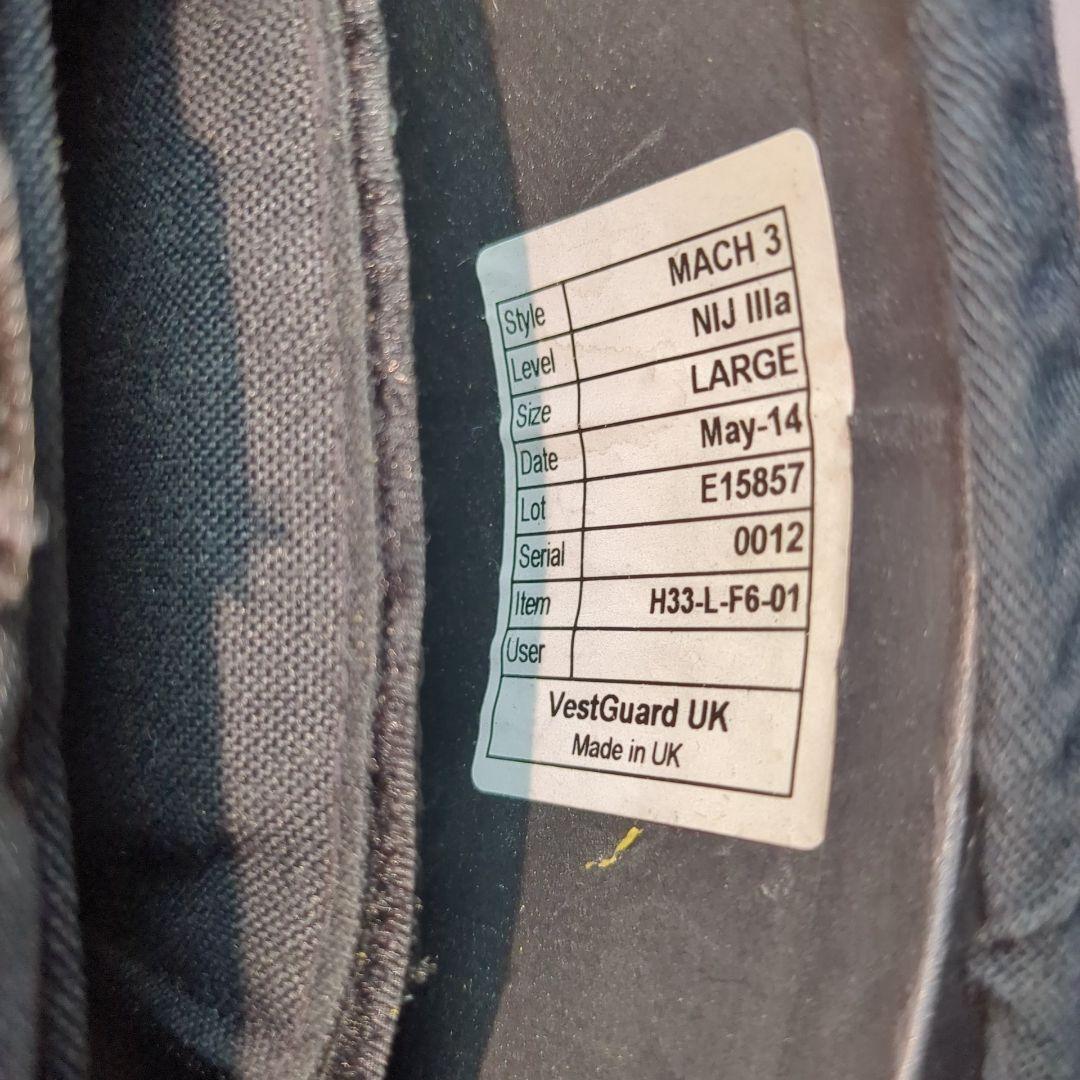 Style MACH 3
Level NIJ IIIa
Size LARGE
Date May-14
Lot E15857
Serial 0012
Item H33-L-F6-01
User
VestGuard UK
Made in UK